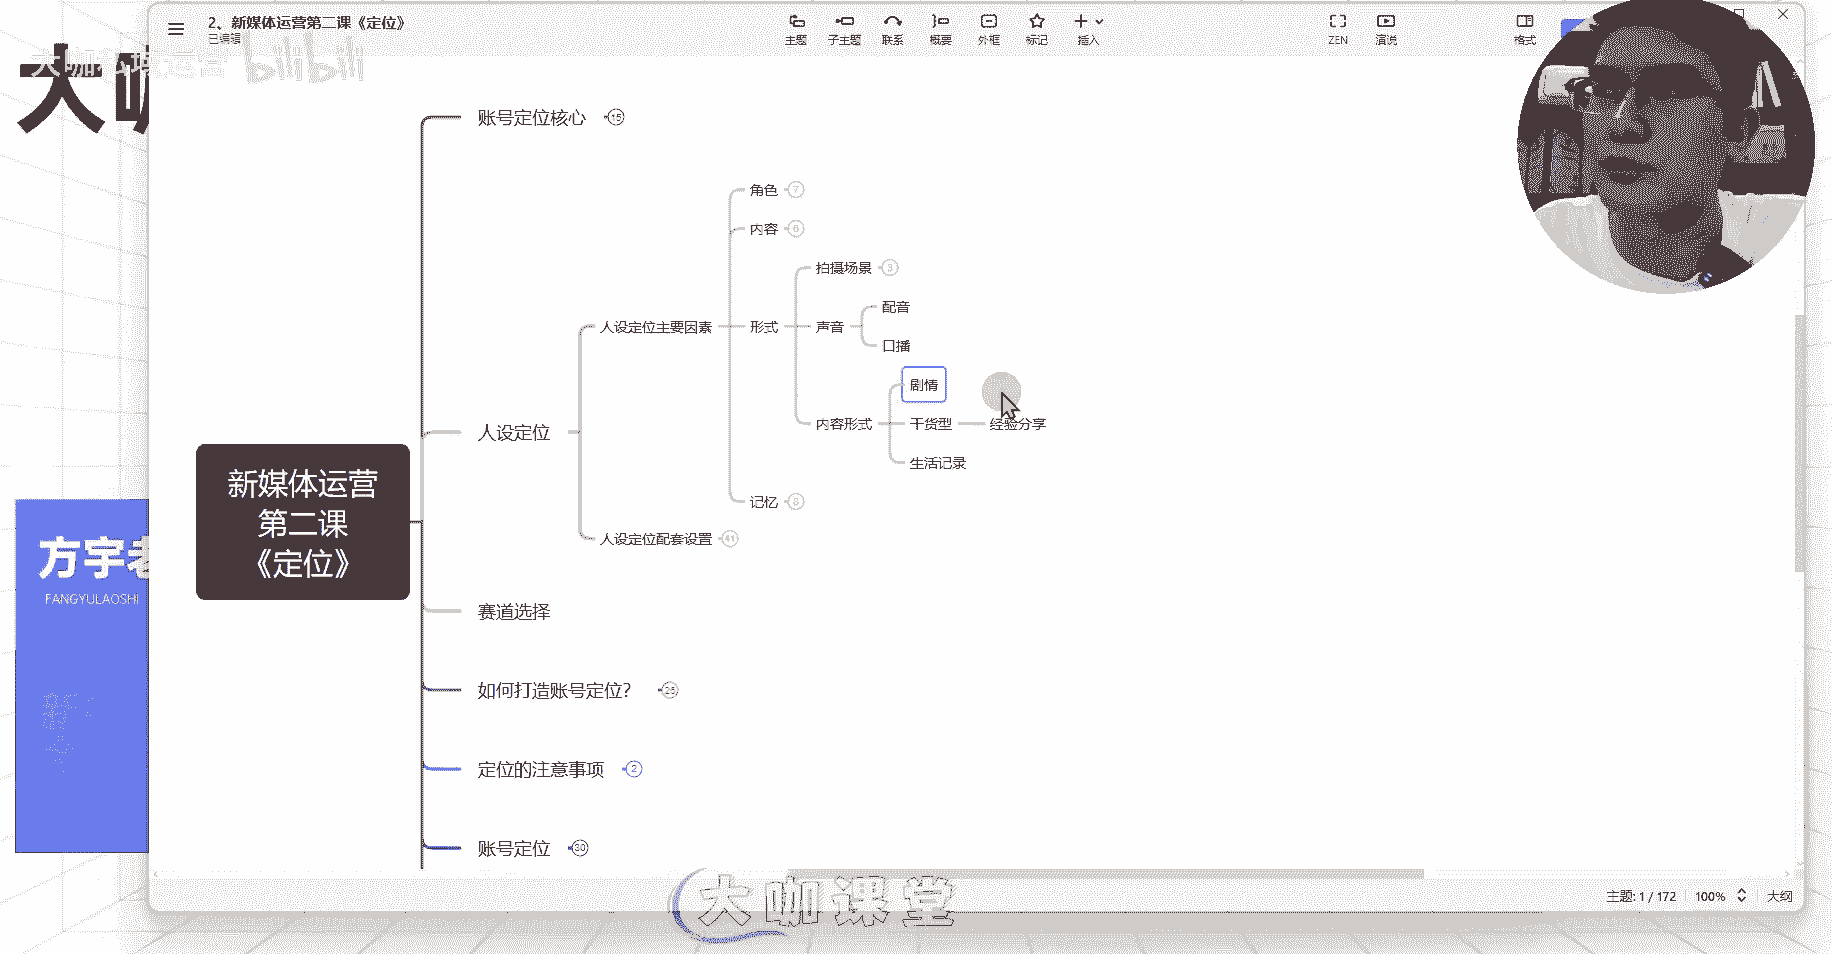 2、新媒体运营第二课《定位》
已编辑
主题
子主题
联系
概要
外框
标记
插入
ZEN
演说
格式
大咖私域运营
bilibili
大咖
账号定位核心
15
角色
7
内容
6
拍摄场景
3
配音
人设定位主要因素
形式
声音
口播
剧情
内容形式
干货型
经验分享
人设定位
生活记录
记忆
8
人设定位配套设置
41
新媒体运营
第二课
《定位》
方宇老
FANGYULAOSHI
赛道选择
如何打造账号定位?
定位的注意事项
2
账号定位
30
大咖课堂
主题: 1 / 172
100%
大纲